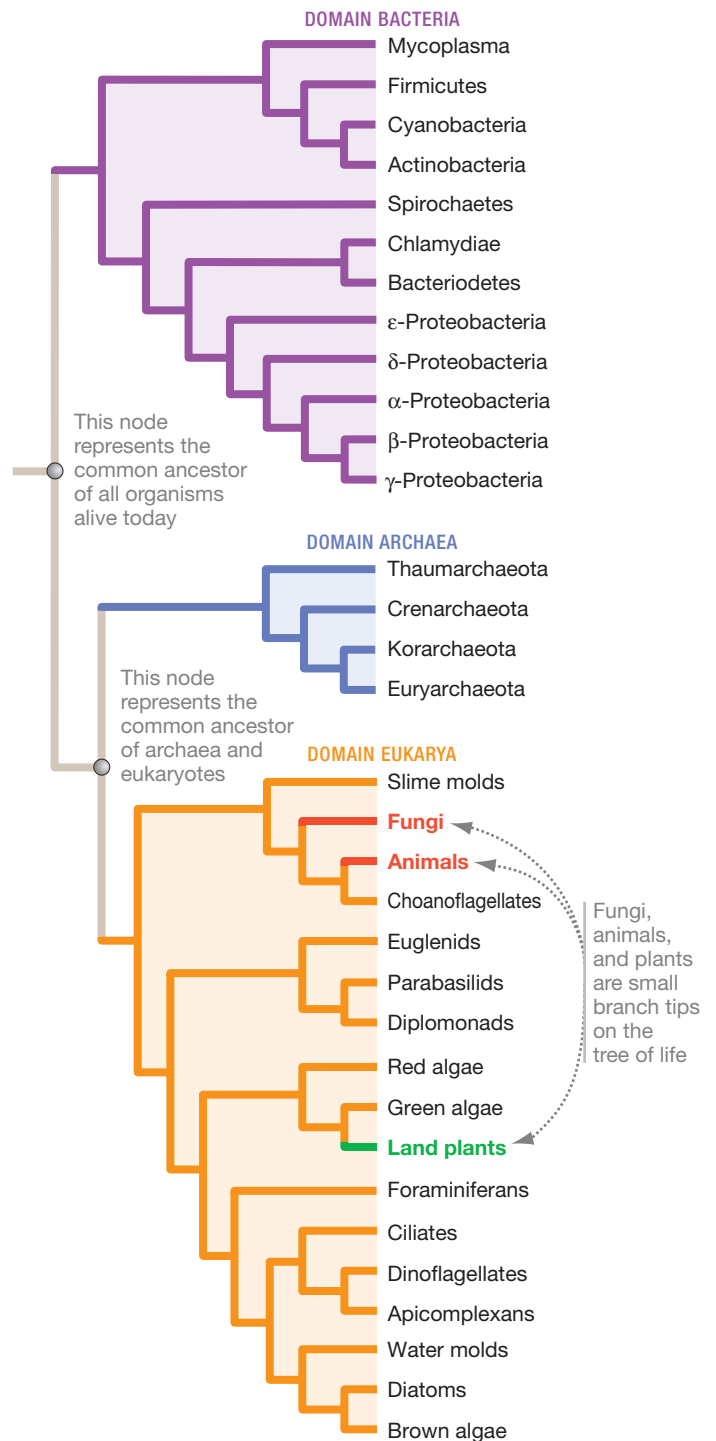 DOMAIN BACTERIA
Mycoplasma
Firmicutes
Cyanobacteria
Actinobacteria
Spirochaetes
Chlamydiae
Bacteriodetes
ε-Proteobacteria
δ-Proteobacteria
α-Proteobacteria
β-Proteobacteria
γ-Proteobacteria
This node
represents the
common ancestor
of all organisms
alive today
DOMAIN ARCHAEA
Thaumarchaeota
Crenarchaeota
Korarchaeota
Euryarchaeota
This node
represents the
common ancestor
of archaea and
eukaryotes
DOMAIN EUKARYA
Slime molds
Fungi
Animals
Choanoflagellates
Euglenids
Parabasilids
Diplomonads
Red algae
Green algae
Land plants
Foraminiferans
Ciliates
Dinoflagellates
Apicomplexans
Water molds
Diatoms
Brown algae
Fungi,
animals,
and plants
are small
branch tips
on the
tree of life